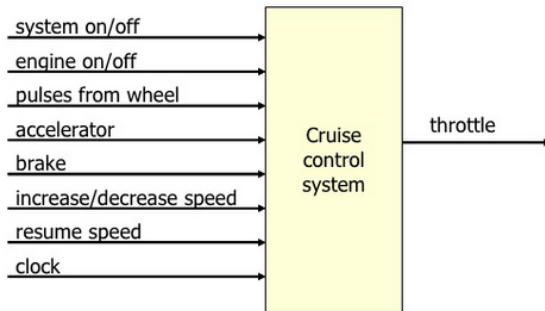 system on/off
engine on/off
pulses from wheel
accelerator
brake
increase/decrease speed
resume speed
clock
Cruise
control
system
throttle